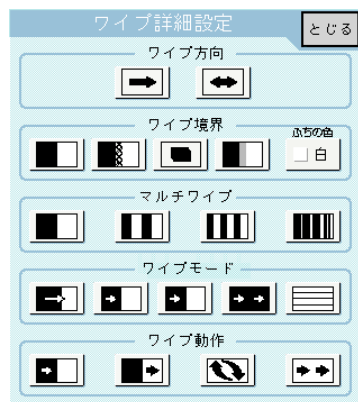 ワイプ詳細設定
とじる
ワイプ方向
ワイプ境界
ふちの色
白
マルチワイプ
ワイプモード
ワイプ動作